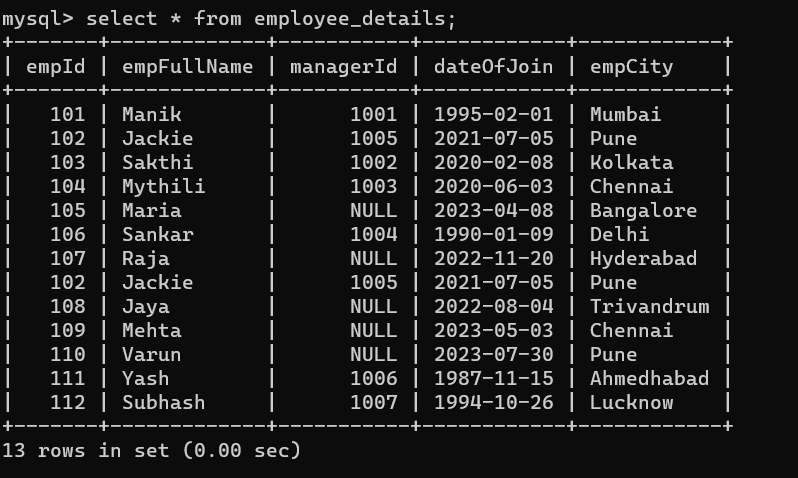 mysql> select * from employee_details;
+-------+-------------+-----------+------------+------------+
| empId | empFullName | managerId | dateOfJoin | empCity    |
+-------+-------------+-----------+------------+------------+
|   101 | Manik       |      1001 | 1995-02-01 | Mumbai     |
|   102 | Jackie      |      1005 | 2021-07-05 | Pune       |
|   103 | Sakthi      |      1002 | 2020-02-08 | Kolkata    |
|   104 | Mythili     |      1003 | 2020-06-03 | Chennai    |
|   105 | Maria       |      NULL | 2023-04-08 | Bangalore  |
|   106 | Sankar      |      1004 | 1990-01-09 | Delhi      |
|   107 | Raja        |      NULL | 2022-11-20 | Hyderabad  |
|   102 | Jackie      |      1005 | 2021-07-05 | Pune       |
|   108 | Jaya        |      NULL | 2022-08-04 | Trivandrum |
|   109 | Mehta       |      NULL | 2023-05-03 | Chennai    |
|   110 | Varun       |      NULL | 2023-07-30 | Pune       |
|   111 | Yash        |      1006 | 1987-11-15 | Ahmedhabad |
|   112 | Subhash     |      1007 | 1994-10-26 | Lucknow    |
+-------+-------------+-----------+------------+------------+
13 rows in set (0.00 sec)